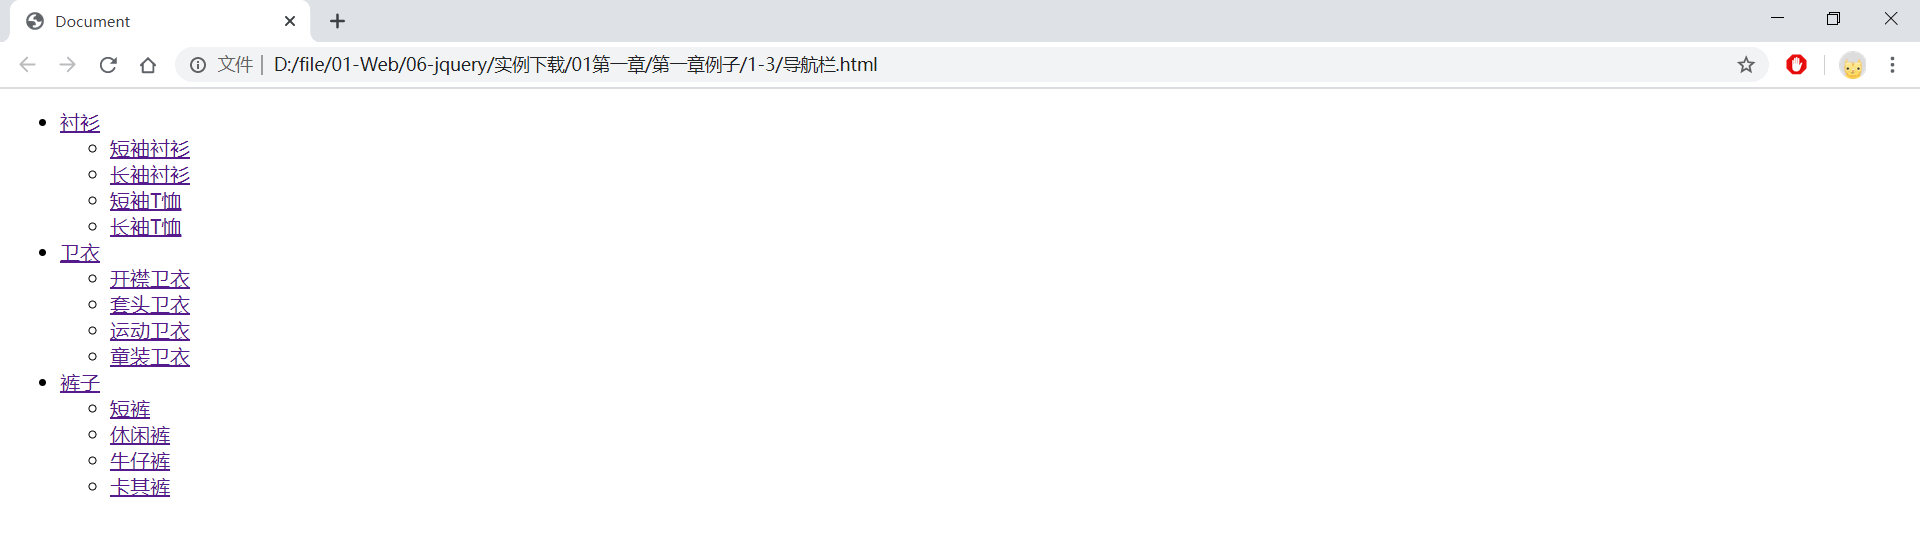 Document
文件 | D:/file/01-Web/06-jquery/实例下载/01第一章/第一章例子/1-3/导航栏.html
衬衫
短袖衬衫
长袖衬衫
短袖T恤
长袖T恤
卫衣
开襟卫衣
套头卫衣
运动卫衣
童装卫衣
裤子
短裤
休闲裤
牛仔裤
卡其裤